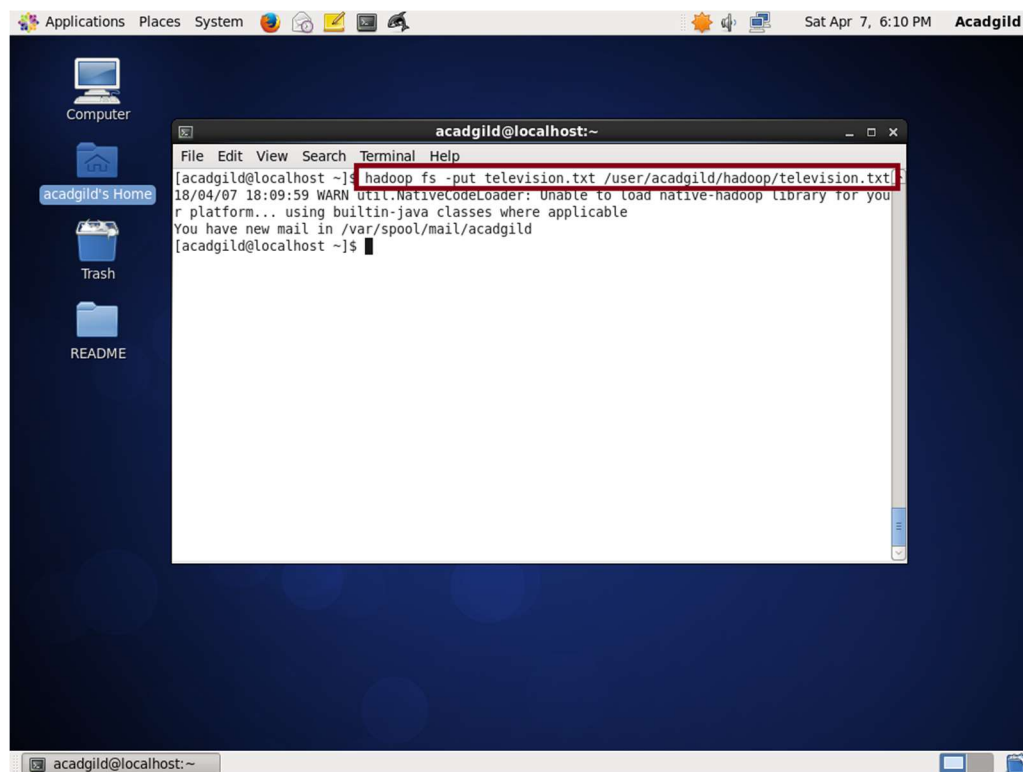 Applications Places System Sat Apr 7, 6:10 PM Acadgild
Computer
acadgild's Home
Trash
README
acadgild@localhost:~
File Edit View Search Terminal Help
[acadgild@localhost ~]$ hadoop fs -put television.txt /user/acadgild/hadoop/television.txt
18/04/07 18:09:59 WARN util.NativeCodeLoader: Unable to load native-hadoop library for you
r platform... using builtin-java classes where applicable
You have new mail in /var/spool/mail/acadgild
[acadgild@localhost ~]$
acadgild@localhost:~